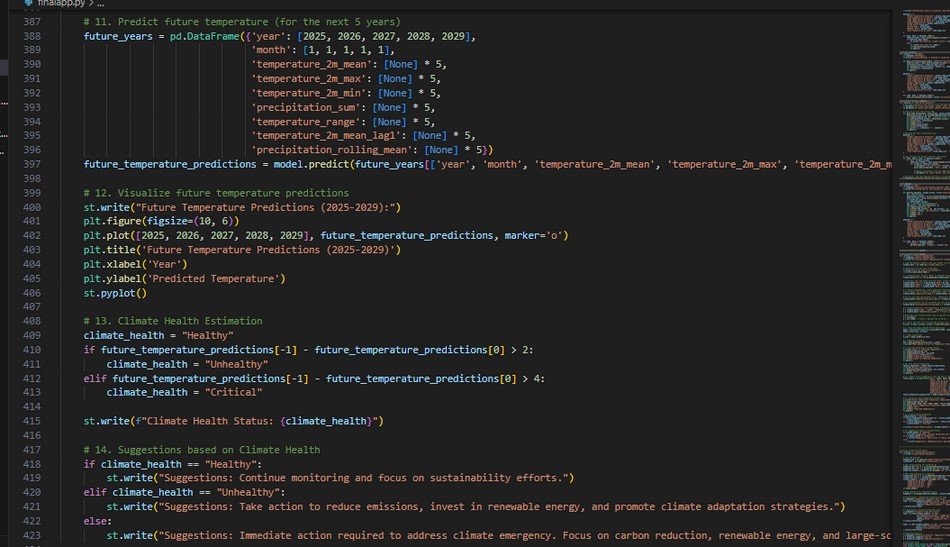 finalapp.py > ...
387 # 11. Predict future temperature (for the next 5 years)
388 future_years = pd.DataFrame({'year': [2025, 2026, 2027, 2028, 2029],
389 'month': [1, 1, 1, 1, 1],
390 'temperature_2m_mean': [None] * 5,
391 'temperature_2m_max': [None] * 5,
392 'temperature_2m_min': [None] * 5,
393 'precipitation_sum': [None] * 5,
394 'temperature_range': [None] * 5,
395 'temperature_2m_mean_lag1': [None] * 5,
396 'precipitation_rolling_mean': [None] * 5})
397 future_temperature_predictions = model.predict(future_years[['year', 'month', 'temperature_2m_mean', 'temperature_2m_max', 'temperature_2m_m
398
399 # 12. Visualize future temperature predictions
400 st.write("Future Temperature Predictions (2025-2029):")
401 plt.figure(figsize=(10, 6))
402 plt.plot([2025, 2026, 2027, 2028, 2029], future_temperature_predictions, marker='o')
403 plt.title('Future Temperature Predictions (2025-2029)')
404 plt.xlabel('Year')
405 plt.ylabel('Predicted Temperature')
406 st.pyplot()
407
408 # 13. Climate Health Estimation
409 climate_health = "Healthy"
410 if future_temperature_predictions[-1] - future_temperature_predictions[0] > 2:
411 climate_health = "Unhealthy"
412 elif future_temperature_predictions[-1] - future_temperature_predictions[0] > 4:
413 climate_health = "Critical"
414
415 st.write(f"Climate Health Status: {climate_health}")
416
417 # 14. Suggestions based on Climate Health
418 if climate_health == "Healthy":
419 st.write("Suggestions: Continue monitoring and focus on sustainability efforts.")
420 elif climate_health == "Unhealthy":
421 st.write("Suggestions: Take action to reduce emissions, invest in renewable energy, and promote climate adaptation strategies.")
422 else:
423 st.write("Suggestions: Immediate action required to address climate emergency. Focus on carbon reduction, renewable energy, and large-sc